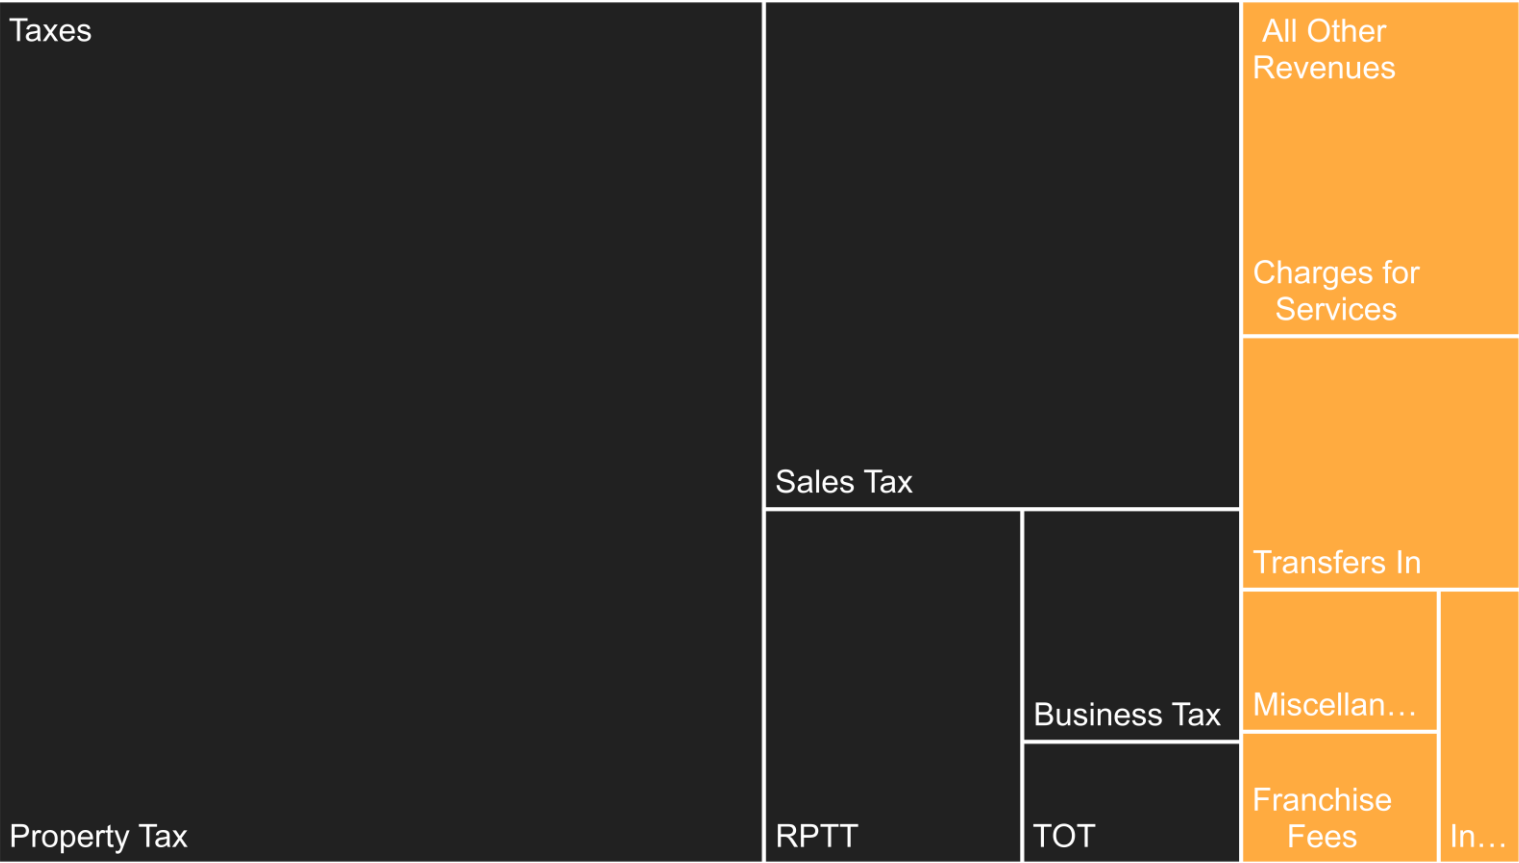 Taxes
Property Tax
Sales Tax
RPTT
Business Tax
TOT
All Other
Revenues
Charges for
Services
Transfers In
Miscellan…
Franchise
Fees
In…